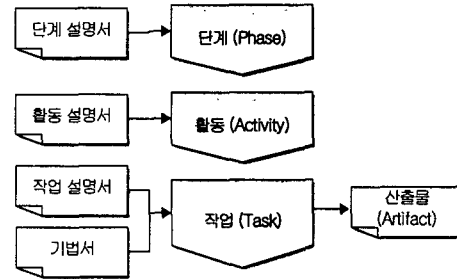 단계 설명서
단계 (Phase)
활동 설명서
활동 (Activity)
작업 설명서
기법서
작업 (Task)
산출물
(Artifact)